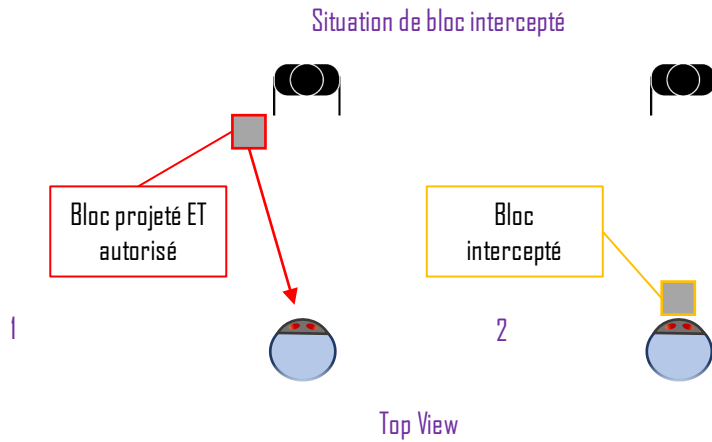 Situation de bloc intercepté
Bloc projeté ET
autorisé
Bloc
intercepté
1
2
Top View